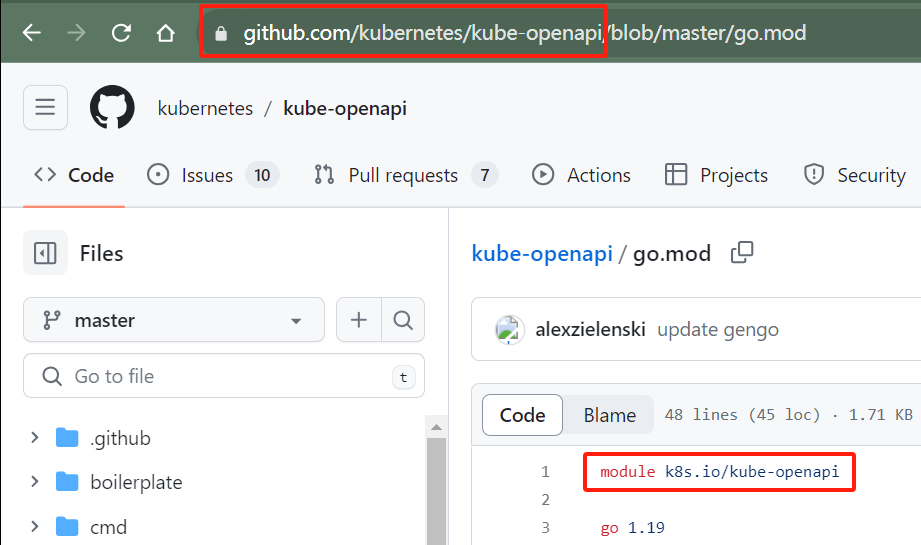 github.com/kubernetes/kube-openapi/blob/master/go.mod
kubernetes / kube-openapi
Code Issues 10 Pull requests 7 Actions Projects Security
Files
kube-openapi / go.mod
master
alexzielenski update gengo
Go to file t
Code Blame 48 lines (45 loc) · 1.71 KB
.github
1 module k8s.io/kube-openapi
boilerplate
2
cmd
3 go 1.19